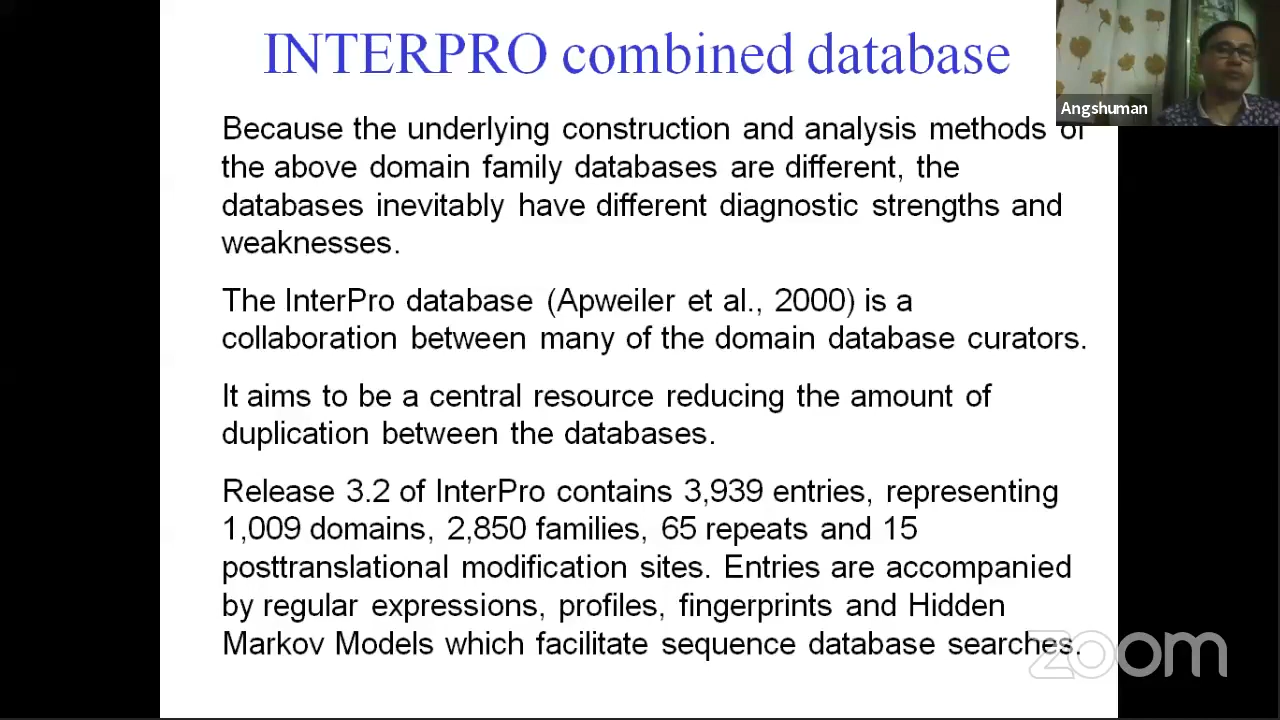 INTERPRO combined database
Angshuman
Because the underlying construction and analysis methods of
the above domain family databases are different, the
databases inevitably have different diagnostic strengths and
weaknesses.
The InterPro database (Apweiler et al., 2000) is a
collaboration between many of the domain database curators.
It aims to be a central resource reducing the amount of
duplication between the databases.
Release 3.2 of InterPro contains 3,939 entries, representing
1,009 domains, 2,850 families, 65 repeats and 15
posttranslational modification sites. Entries are accompanied
by regular expressions, profiles, fingerprints and Hidden
Markov Models which facilitate sequence database searches.
zoom